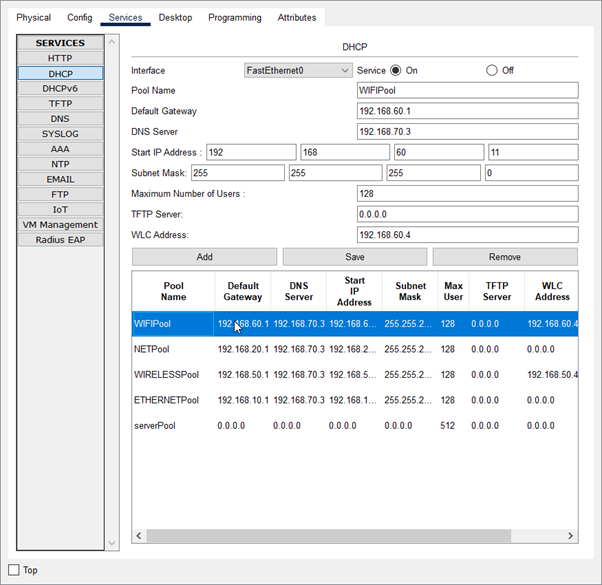 Physical Config Services Desktop Programming Attributes
SERVICES
HTTP
DHCP
DHCPv6
TFTP
DNS
SYSLOG
AAA
NTP
EMAIL
FTP
IoT
VM Management
Radius EAP
DHCP
Interface FastEthernet0 Service On Off
Pool Name WIFIPool
Default Gateway 192.168.60.1
DNS Server 192.168.70.3
Start IP Address : 192 168 60 11
Subnet Mask: 255 255 255 0
Maximum Number of Users : 128
TFTP Server: 0.0.0.0
WLC Address: 192.168.60.4
Add Save Remove
Pool Name Default Gateway DNS Server Start IP Address Subnet Mask Max User TFTP Server WLC Address
WIFIPool 192.168.60.1 192.168.70.3 192.168.6... 255.255.2... 128 0.0.0.0 192.168.60.4
NETPool 192.168.20.1 192.168.70.3 192.168.2... 255.255.2... 128 0.0.0.0 0.0.0.0
WIRELESSPool 192.168.50.1 192.168.70.3 192.168.5... 255.255.2... 128 0.0.0.0 192.168.50.4
ETHERNETPool 192.168.10.1 192.168.70.3 192.168.1... 255.255.2... 128 0.0.0.0 0.0.0.0
serverPool 0.0.0.0 0.0.0.0 0.0.0.0 0.0.0.0 512 0.0.0.0 0.0.0.0
Top